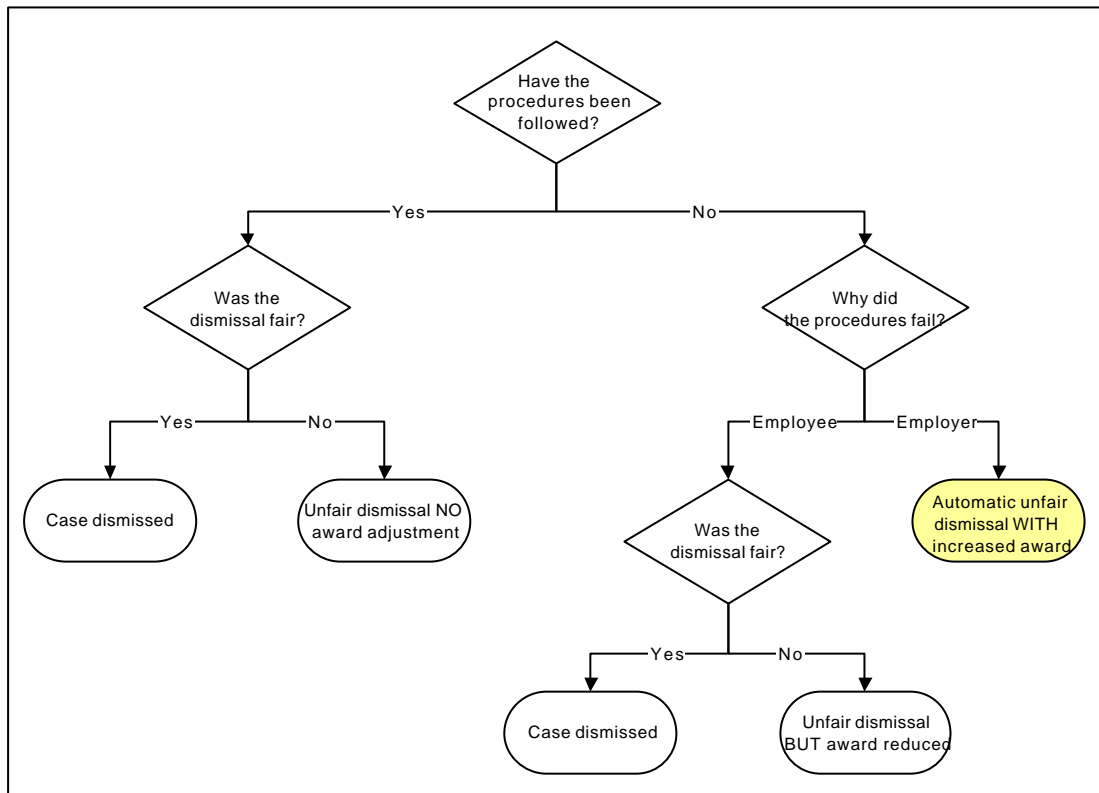 Have the
procedures been
followed?
Yes
No
Was the
dismissal fair?
Why did
the procedures fail?
Yes
No
Employee
Employer
Case dismissed
Unfair dismissal NO
award adjustment
Was the
dismissal fair?
Automatic unfair
dismissal WITH
increased award
Yes
No
Case dismissed
Unfair dismissal
BUT award reduced